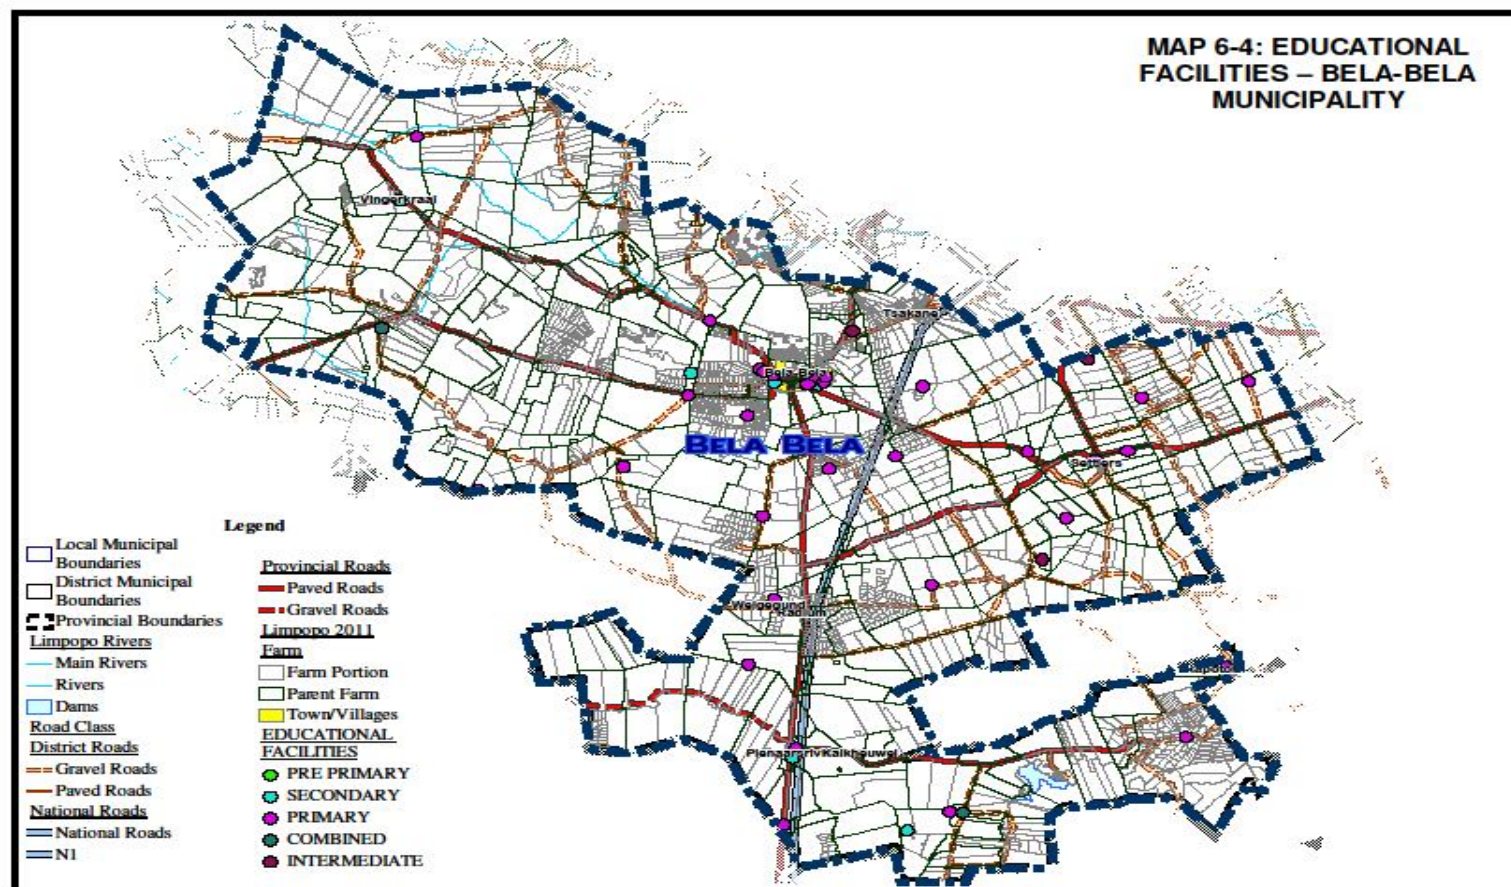 MAP 6-4: EDUCATIONAL
FACILITIES – BELA-BELA
MUNICIPALITY
Vingerkraal
Tsakane
Bela-Bela
BELA BELA
Settlers
Radium
Legend
Local Municipal
Boundaries
District Municipal
Boundaries
Provincial Boundaries
Limpopo Rivers
Main Rivers
Rivers
Dams
Road Class
District Roads
Gravel Roads
Paved Roads
National Roads
National Roads
N1
Provincial Roads
Paved Roads
Gravel Roads
Limpopo 2011
Farm
Farm Portion
Parent Farm
Town/Villages
EDUCATIONAL
FACILITIES
PRE PRIMARY
SECONDARY
PRIMARY
COMBINED
INTERMEDIATE